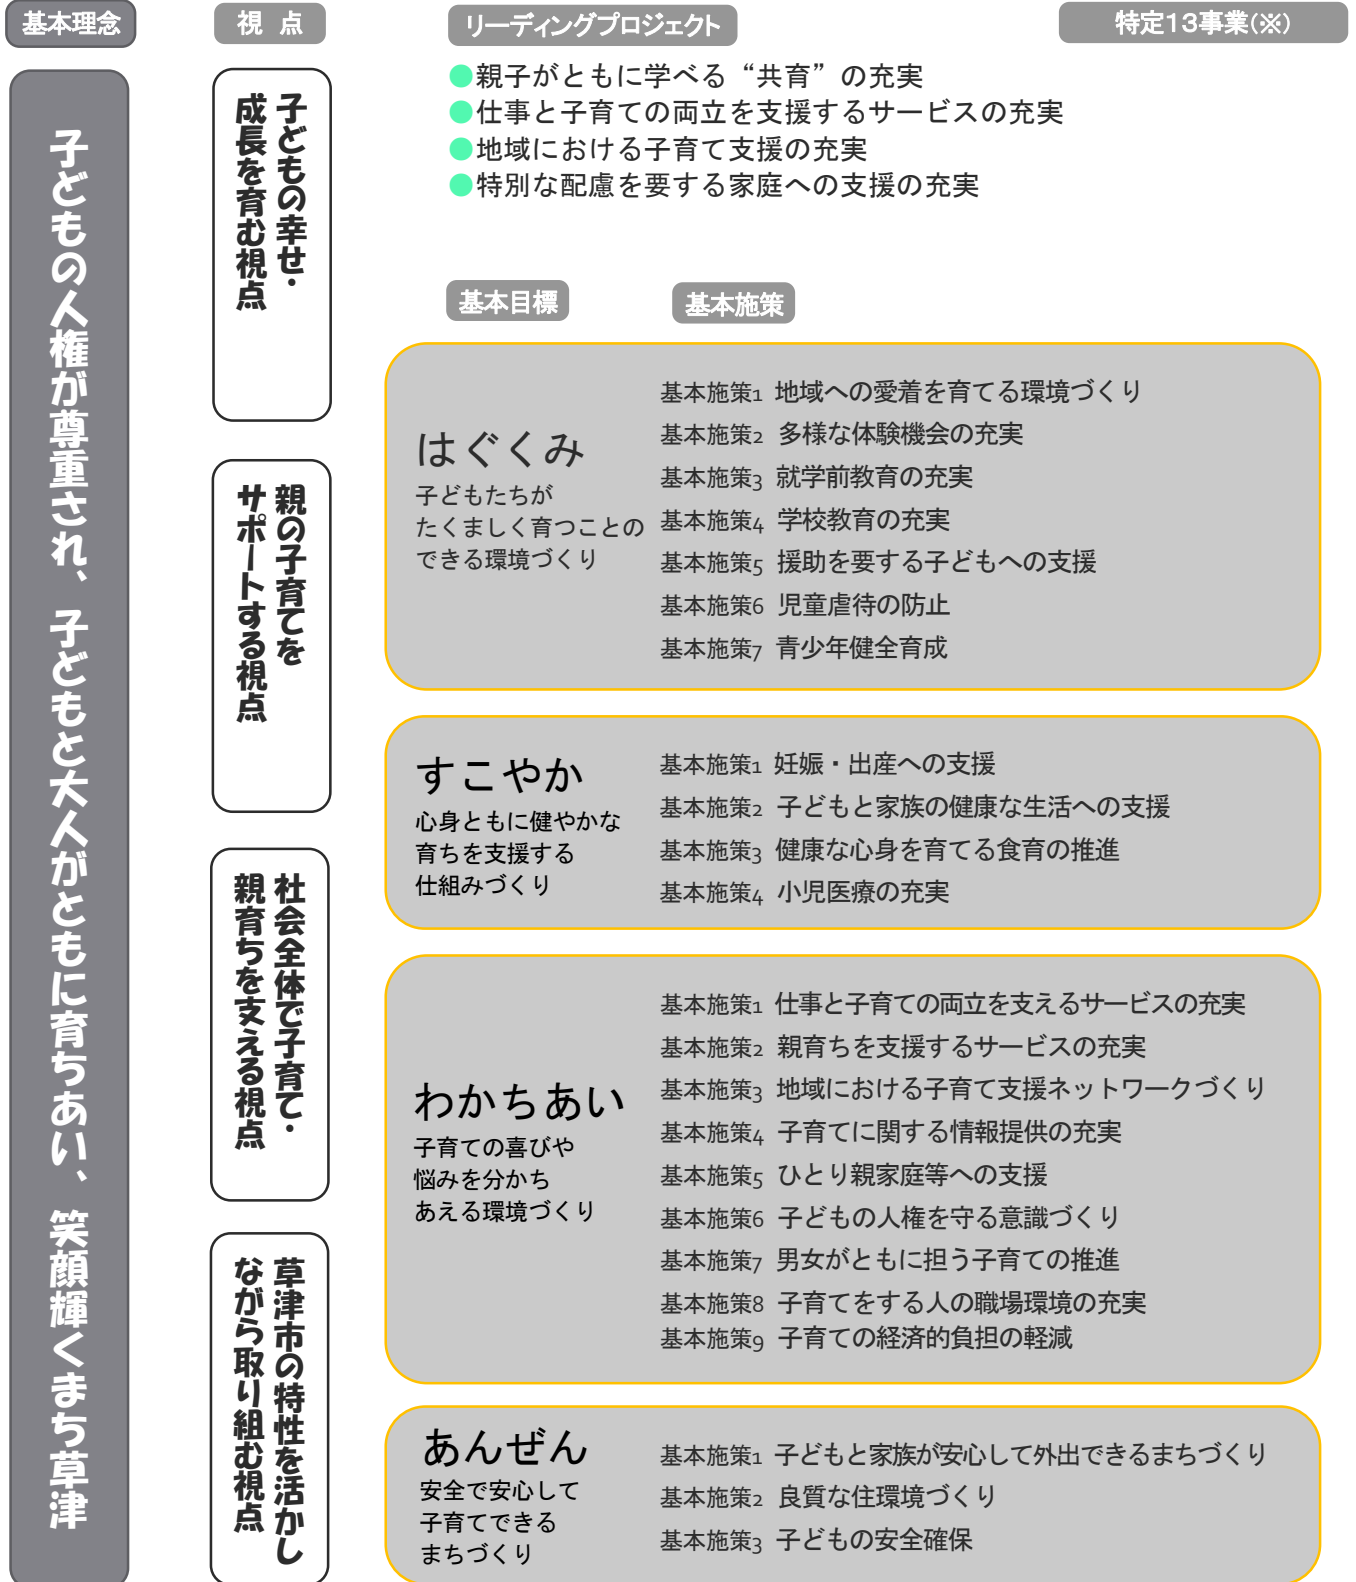 基本理念
視 点
リーディングプロジェクト
特定13事業(※)
子どもの人権が尊重され、子どもと大人がともに育ちあい、笑顔輝くまち草津
子どもの幸せ・
成長を育む視点
親の子育てを
サポートする視点
社会全体で子育て・
親育ちを支える視点
草津市の特性を活かし
ながら取り組む視点
●親子がともに学べる“共育”の充実
●仕事と子育ての両立を支援するサービスの充実
●地域における子育て支援の充実
●特別な配慮を要する家庭への支援の充実
基本目標
基本施策
はぐくみ
子どもたちが
たくましく育つことの
できる環境づくり
基本施策1 地域への愛着を育てる環境づくり
基本施策2 多様な体験機会の充実
基本施策3 就学前教育の充実
基本施策4 学校教育の充実
基本施策5 援助を要する子どもへの支援
基本施策6 児童虐待の防止
基本施策7 青少年健全育成
すこやか
心身ともに健やかな
育ちを支援する
仕組みづくり
基本施策1 妊娠・出産への支援
基本施策2 子どもと家族の健康な生活への支援
基本施策3 健康な心身を育てる食育の推進
基本施策4 小児医療の充実
わかちあい
子育ての喜びや
悩みを分かち
あえる環境づくり
基本施策1 仕事と子育ての両立を支えるサービスの充実
基本施策2 親育ちを支援するサービスの充実
基本施策3 地域における子育て支援ネットワークづくり
基本施策4 子育てに関する情報提供の充実
基本施策5 ひとり親家庭等への支援
基本施策6 子どもの人権を守る意識づくり
基本施策7 男女がともに担う子育ての推進
基本施策8 子育てをする人の職場環境の充実
基本施策9 子育ての経済的負担の軽減
あんぜん
安全で安心して
子育てできる
まちづくり
基本施策1 子どもと家族が安心して外出できるまちづくり
基本施策2 良質な住環境づくり
基本施策3 子どもの安全確保